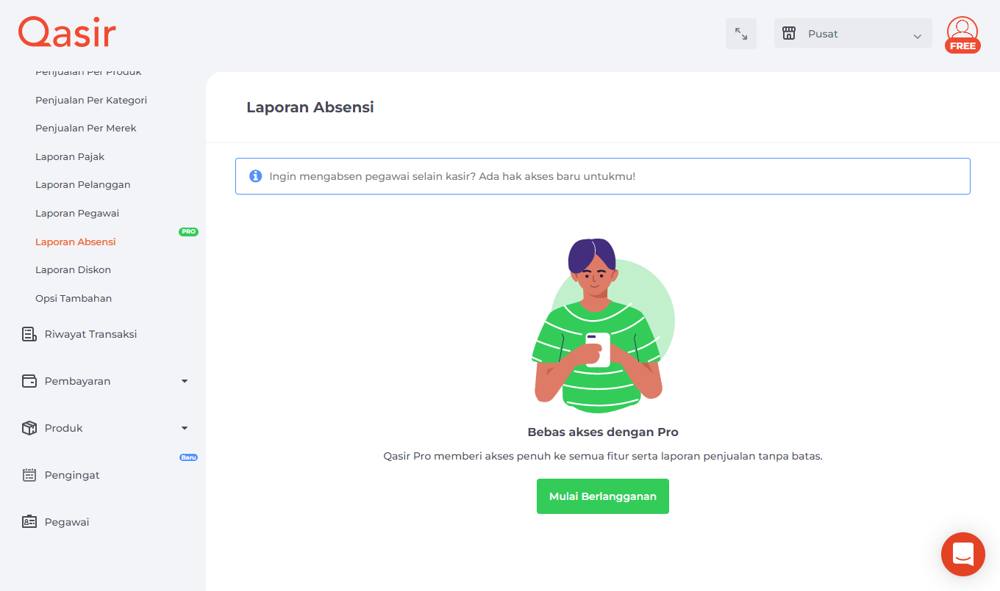 Qasir
Pusat
FREE
Penjualan Per Produk
Penjualan Per Kategori
Penjualan Per Merek
Laporan Pajak
Laporan Pelanggan
Laporan Pegawai
PRO
Laporan Absensi
Laporan Diskon
Opsi Tambahan
Riwayat Transaksi
Pembayaran
Produk
Baru
Pengingat
Pegawai
Laporan Absensi
Ingin mengabsen pegawai selain kasir? Ada hak akses baru untukmu!
Bebas akses dengan Pro
Qasir Pro memberi akses penuh ke semua fitur serta laporan penjualan tanpa batas.
Mulai Berlangganan